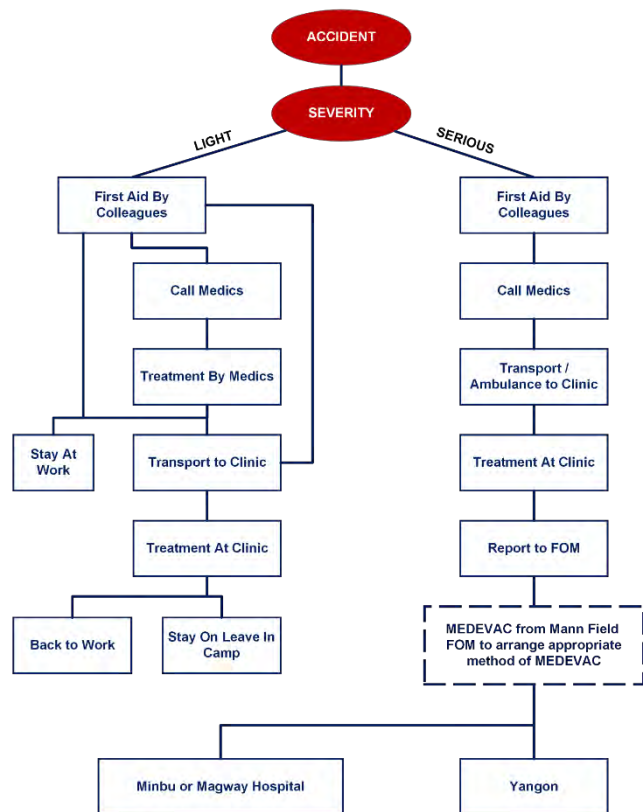 ACCIDENT
SEVERITY
LIGHT
SERIOUS
First Aid By
Colleagues
First Aid By
Colleagues
Call Medics
Call Medics
Treatment By Medics
Transport /
Ambulance to Clinic
Stay At
Work
Transport to Clinic
Treatment At Clinic
Treatment At Clinic
Report to FOM
Back to Work
Stay On Leave In
Camp
MEDEVAC from Mann Field
FOM to arrange appropriate
method of MEDEVAC
Minbu or Magway Hospital
Yangon